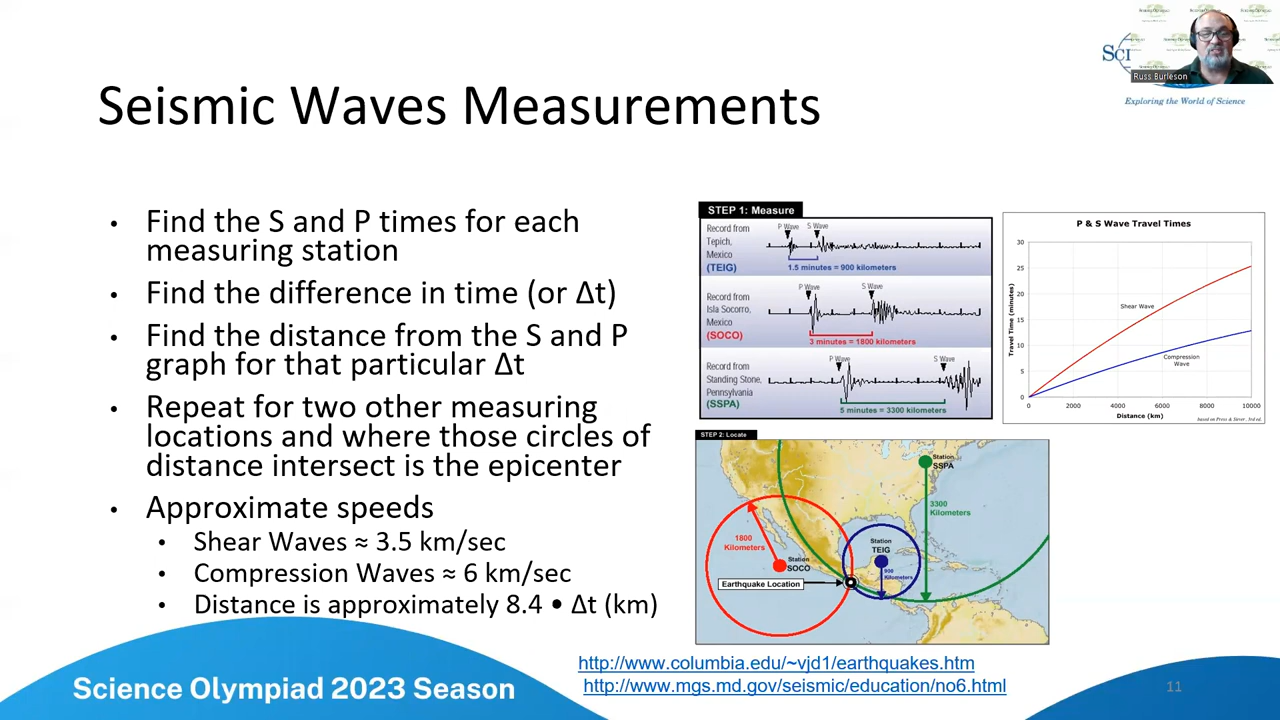 Seismic Waves Measurements
Sci
Russ Burleson
Exploring the World of Science
• Find the S and P times for each
measuring station
• Find the difference in time (or Δt)
• Find the distance from the S and P
graph for that particular Δt
• Repeat for two other measuring
locations and where those circles of
distance intersect is the epicenter
• Approximate speeds
• Shear Waves ≈ 3.5 km/sec
• Compression Waves ≈ 6 km/sec
• Distance is approximately 8.4 • Δt (km)
STEP 1: Measure
Record from
Tepich,
Mexico
(TEIG)
P Wave
S Wave
1.5 minutes = 900 kilometers
Record from
Isla Socorro,
Mexico
(SOCO)
P Wave
S Wave
3 minutes = 1800 kilometers
Record from
Standing Stone,
Pennsylvania
(SSPA)
P Wave
S Wave
5 minutes = 3300 kilometers
P & S Wave Travel Times
Travel Time (minutes)
30
25
20
15
10
5
0
Shear Wave
Compression
Wave
0 2000 4000 6000 8000 10000
Distance (km)
based on Press & Siever, 3rd ed.
STEP 2: Locate
Station
SSPA
3300
Kilometers
1800
Kilometers
Station
SOCO
Station
TEIG
900
Kilometers
Earthquake Location
http://www.columbia.edu/~vjd1/earthquakes.htm
http://www.mgs.md.gov/seismic/education/no6.html
Science Olympiad 2023 Season
11